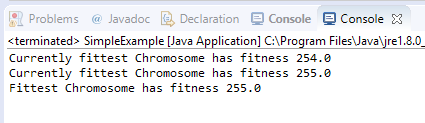 Problems @ Javadoc Declaration Console Console
<terminated> SimpleExample [Java Application] C:\Program Files\Java\jre1.8.0_
Currently fittest Chromosome has fitness 254.0
Currently fittest Chromosome has fitness 255.0
Fittest Chromosome has fitness 255.0